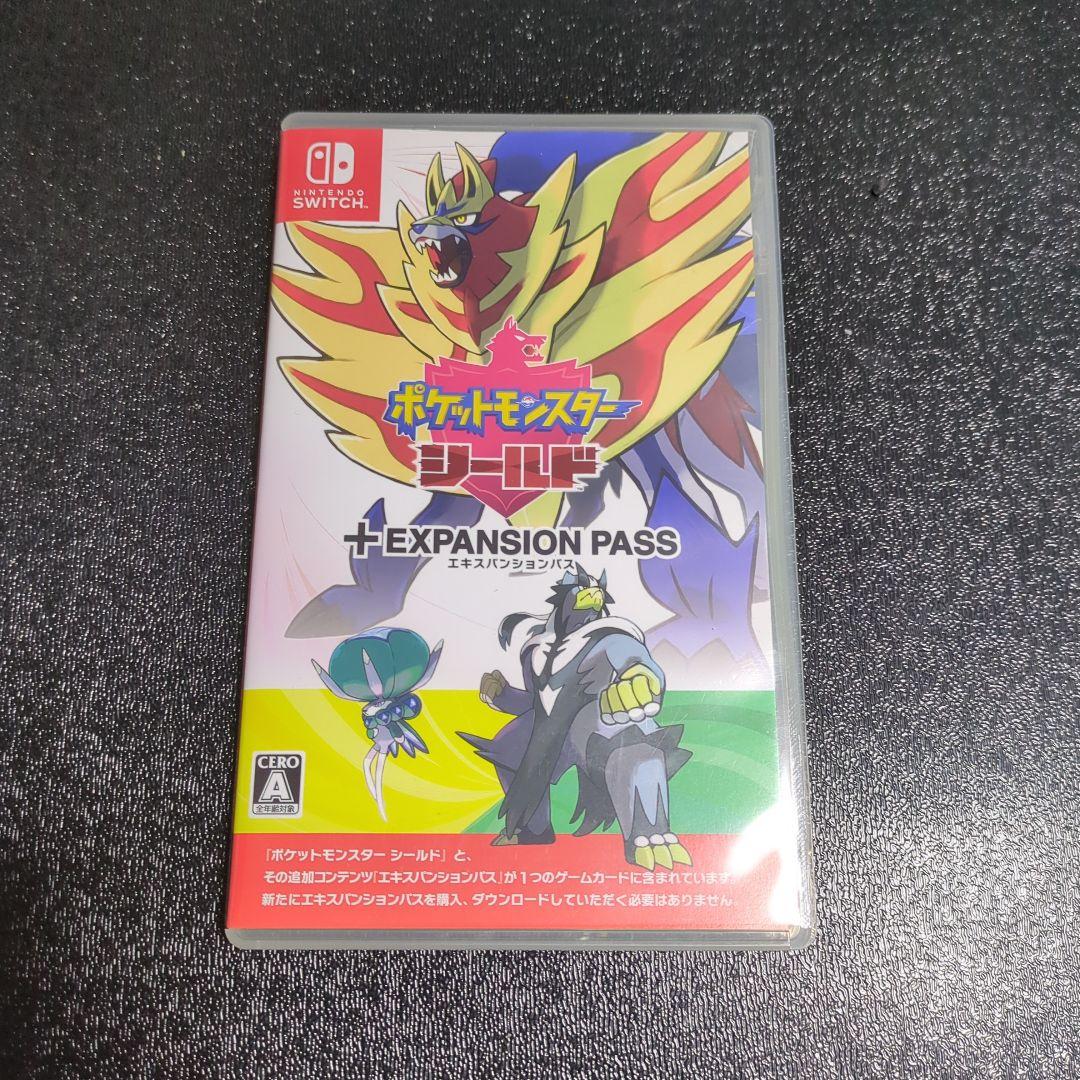 NINTENDO
SWITCH™
ポケットモンスター
シールド
+EXPANSION PASS
エキスパンションパス
CERO
A
全年齢対象
『ポケットモンスター シールド』と、
その追加コンテンツ『エキスパンションパス』が1つのゲームカードに含まれています。
新たにエキスパンションパスを購入、ダウンロードしていただく必要はありません。